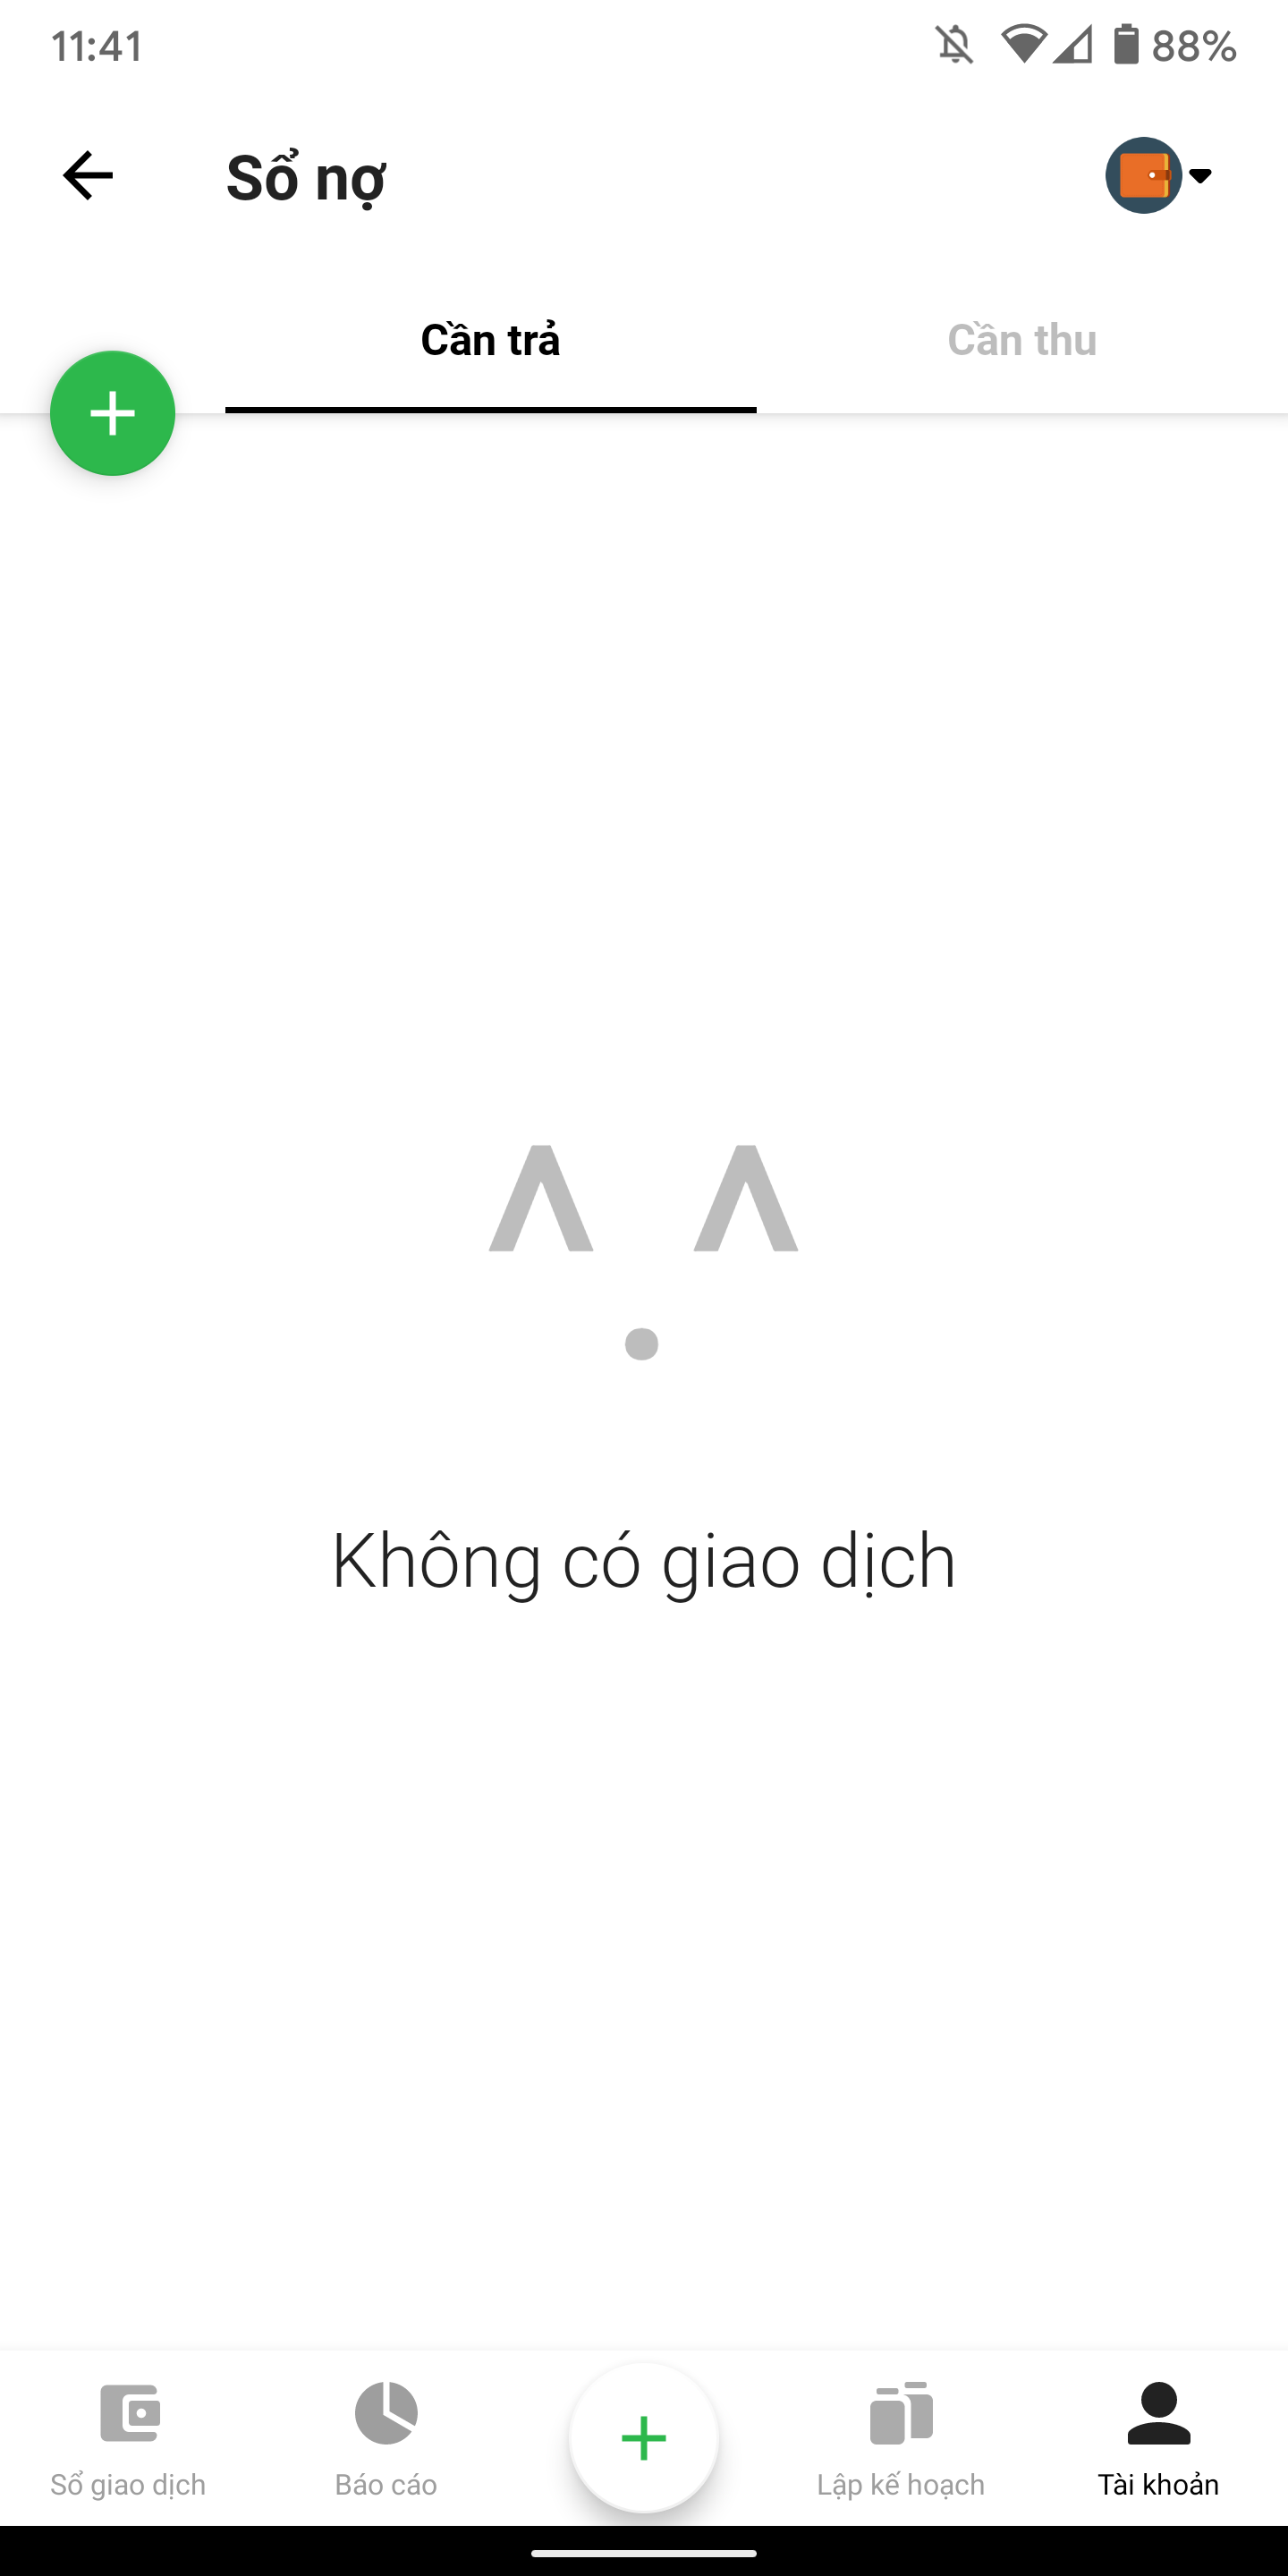 11:41
88%
Sổ nợ
Cần trả
Cần thu
Không có giao dịch
Sổ giao dịch
Báo cáo
Lập kế hoạch
Tài khoản